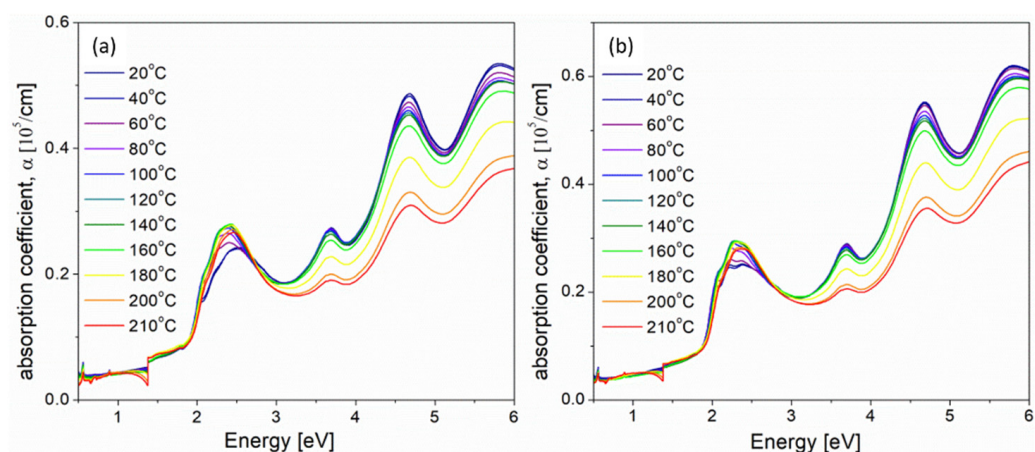 (a)
0.6
0.4
0.2
0.0
absorption coefficient, α [10⁵/cm]
20°C
40°C
60°C
80°C
100°C
120°C
140°C
160°C
180°C
200°C
210°C
1 2 3 4 5 6
Energy [eV]
(b)
0.6
0.4
0.2
0.0
absorption coefficient, α [10⁵/cm]
20°C
40°C
60°C
80°C
100°C
120°C
140°C
160°C
180°C
200°C
210°C
1 2 3 4 5 6
Energy [eV]